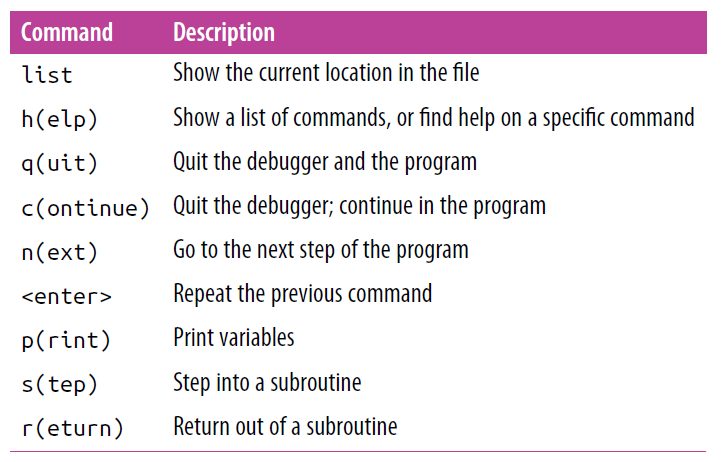 Command Description
list Show the current location in the file
h(elp) Show a list of commands, or find help on a specific command
q(uit) Quit the debugger and the program
c(ontinue) Quit the debugger; continue in the program
n(ext) Go to the next step of the program
<enter> Repeat the previous command
p(rint) Print variables
s(tep) Step into a subroutine
r(eturn) Return out of a subroutine